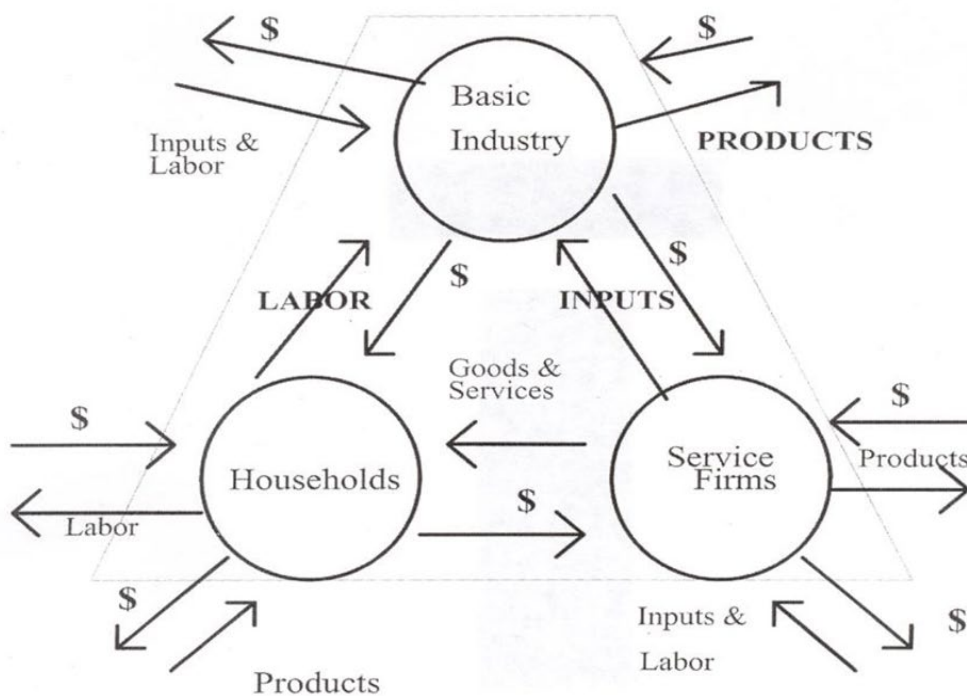 $
$
Basic
Industry
Inputs &
Labor
PRODUCTS
$
$
LABOR
INPUTS
Goods &
Services
$
$
Households
Service
Firms
Products
$
Labor
$
Inputs &
Labor
$
Products